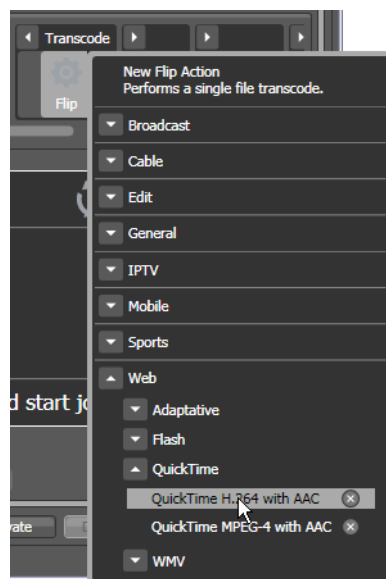 Transcode
Flip
New Flip Action
Performs a single file transcode.
Broadcast
Cable
Edit
General
IPTV
Mobile
Sports
Web
d start jo
Adaptative
Flash
QuickTime
QuickTime H.264 with AAC
vate
QuickTime MPEG-4 with AAC
WMV